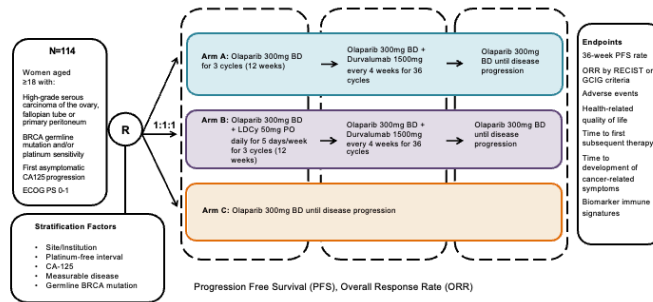 N=114
Women aged
≥18 with:
High-grade serous
carcinoma of the ovary,
fallopian tube or
primary peritoneum
BRCA germline
mutation and/or
platinum sensitivity
First asymptomatic
CA125 progression
ECOG PS 0-1
Stratification Factors
• Site/Institution
• Platinum-free interval
• CA-125
• Measurable disease
• Germline BRCA mutation
R
1:1:1
Arm A: Olaparib 300mg BD
for 3 cycles (12 weeks)
Olaparib 300mg BD +
Durvalumab 1500mg
every 4 weeks for 36
cycles
Olaparib 300mg
BD until disease
progression
Arm B: Olaparib 300mg BD
+ LDCy 50mg PO
daily for 5 days/week
for 3 cycles (12
weeks)
Olaparib 300mg BD +
Durvalumab 1500mg
every 4 weeks for 36
cycles
Olaparib 300mg BD
until disease
progression
Arm C: Olaparib 300mg BD until disease progression
Endpoints
36-week PFS rate
ORR by RECIST or
GCIG criteria
Adverse events
Health-related
quality of life
Time to first
subsequent therapy
Time to
development of
cancer-related
symptoms
Biomarker immune
signatures
Progression Free Survival (PFS), Overall Response Rate (ORR)